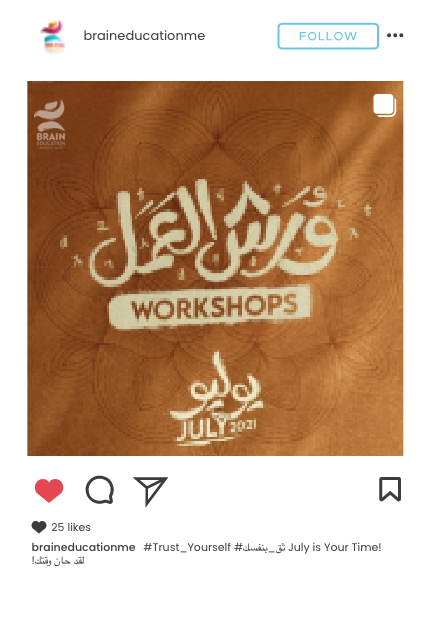 braineducationme
FOLLOW
BRAIN
EDUCATION
ورش العمل
WORKSHOPS
يوليو
JULY 2021
25 likes
braineducationme #Trust_Yourself #ثق_بنفسك July is Your Time!
لقد حان وقتك!